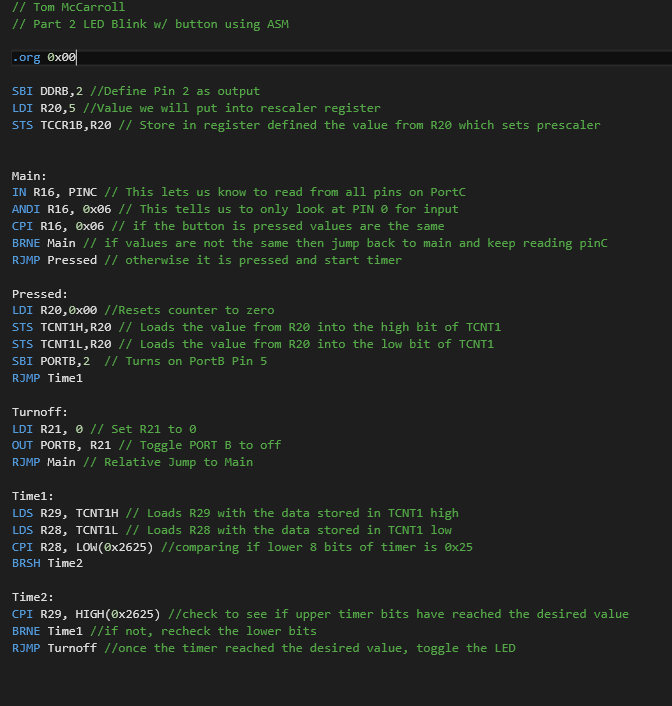 // Tom McCarroll
// Part 2 LED Blink w/ button using ASM
.org 0x00
SBI DDRB,2 //Define Pin 2 as output
LDI R20,5 //Value we will put into rescaler register
STS TCCR1B,R20 // Store in register defined the value from R20 which sets prescaler
Main:
IN R16, PINC // This lets us know to read from all pins on PortC
ANDI R16, 0x06 // This tells us to only look at PIN 0 for input
CPI R16, 0x06 // if the button is pressed values are the same
BRNE Main // if values are not the same then jump back to main and keep reading pinC
RJMP Pressed // otherwise it is pressed and start timer
Pressed:
LDI R20,0x00 //Resets counter to zero
STS TCNT1H,R20 // Loads the value from R20 into the high bit of TCNT1
STS TCNT1L,R20 // Loads the value from R20 into the low bit of TCNT1
SBI PORTB,2  // Turns on PortB Pin 5
RJMP Time1
Turnoff:
LDI R21, 0 // Set R21 to 0
OUT PORTB, R21 // Toggle PORT B to off
RJMP Main // Relative Jump to Main
Time1:
LDS R29, TCNT1H // Loads R29 with the data stored in TCNT1 high
LDS R28, TCNT1L // Loads R28 with the data stored in TCNT1 low
CPI R28, LOW(0x2625) //comparing if lower 8 bits of timer is 0x25
BRSH Time2
Time2:
CPI R29, HIGH(0x2625) //check to see if upper timer bits have reached the desired value
BRNE Time1 //if not, recheck the lower bits
RJMP Turnoff //once the timer reached the desired value, toggle the LED